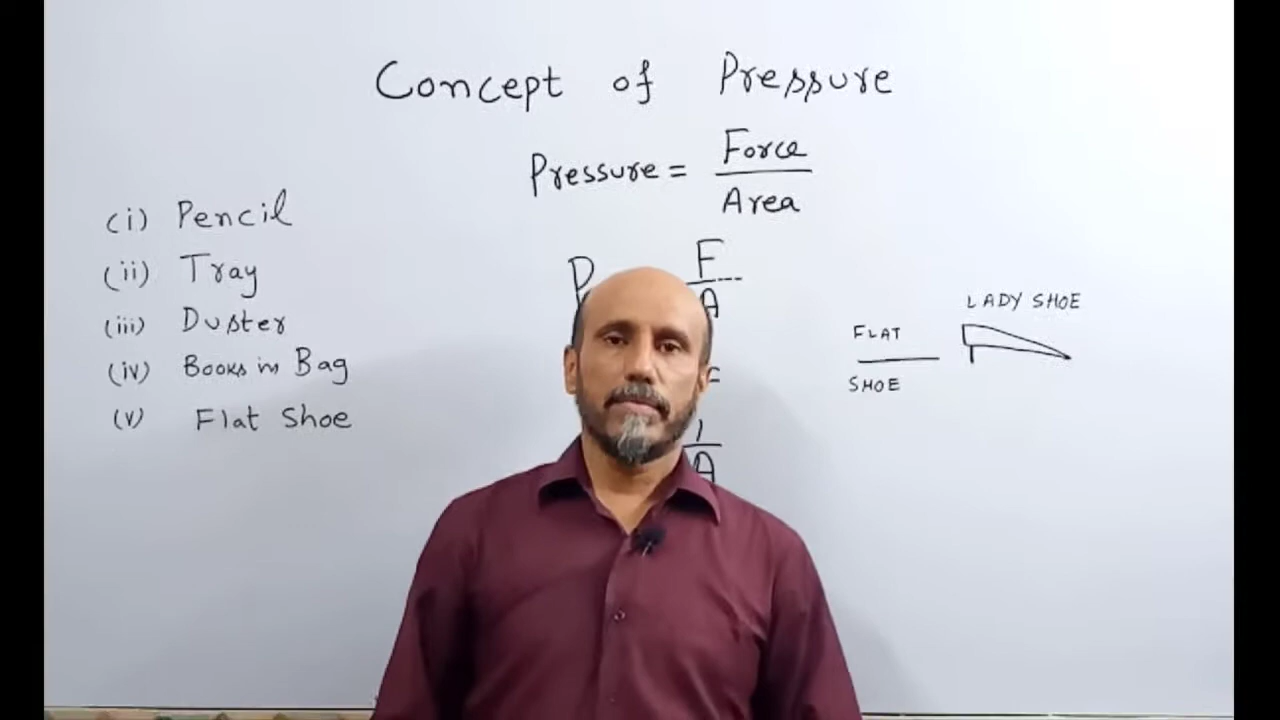 Concept of Pressure
Pressure = Force
Area
(i) Pencil
(ii) Tray
(iii) Duster
(iv) Books in Bag
(v) Flat Shoe
P
F
A
1
A
FLAT
SHOE
LADY SHOE